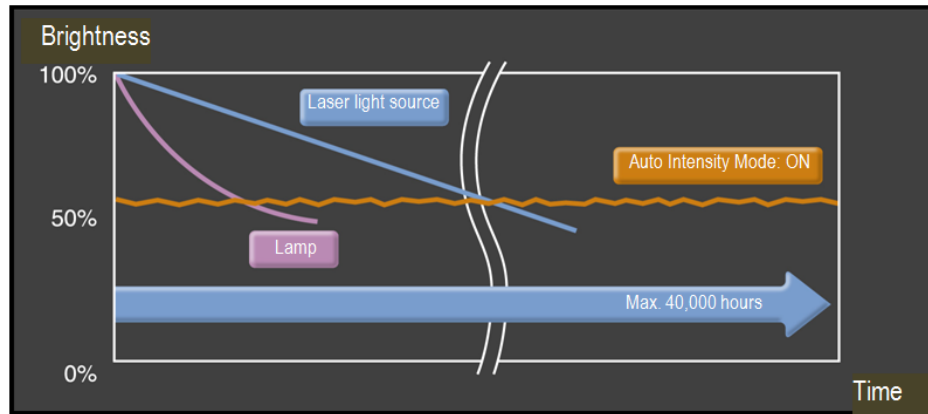 Brightness
100%
Laser light source
Auto Intensity Mode: ON
50%
Lamp
Max. 40,000 hours
0%
Time